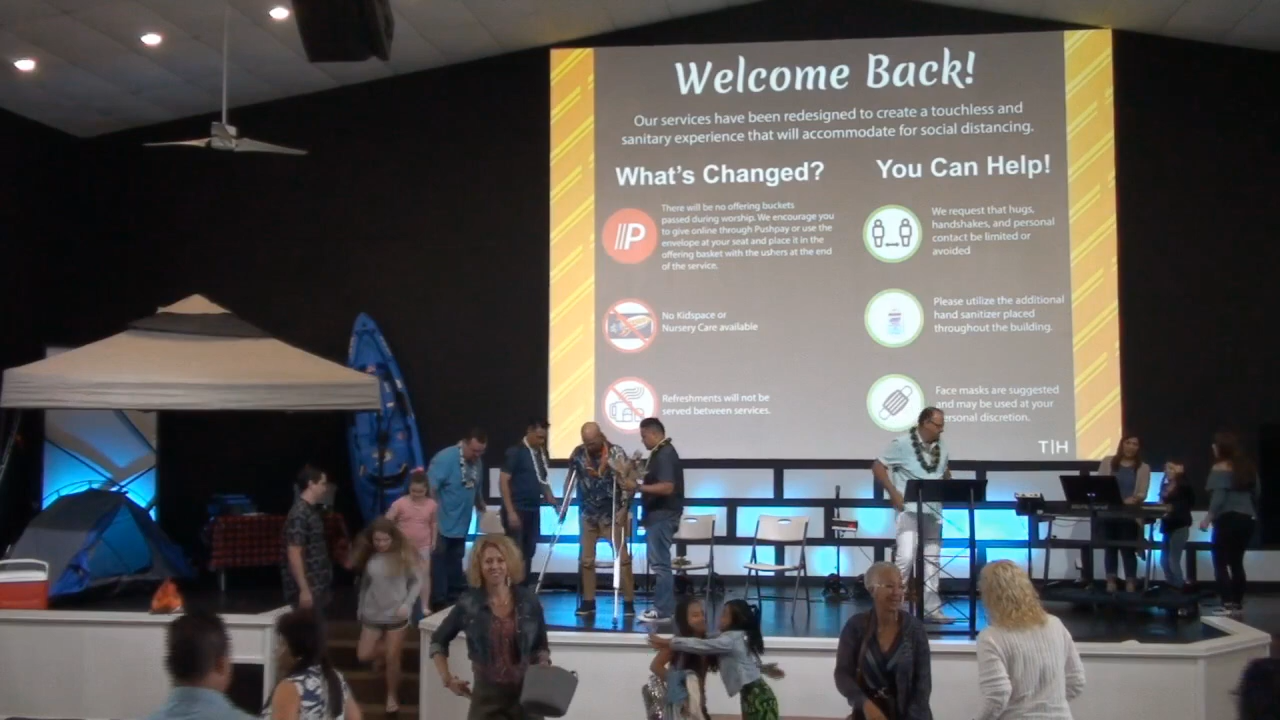 Welcome Back!
Our services have been redesigned to create a touchless and
sanitary experience that will accommodate for social distancing.
What's Changed?
There will be no offering buckets
passed during worship. We encourage you
to give online through Pushpay or use the
envelope at your seat and place it in the
offering basket with the ushers at the end
of the service.
No Kidspace or
Nursery Care available
Refreshments will not be
served between services.
You Can Help!
We request that hugs,
handshakes, and personal
contact be limited or
avoided
Please utilize the additional
hand sanitizer placed
throughout the building.
Face masks are suggested
and may be used at your
personal discretion.
T|H